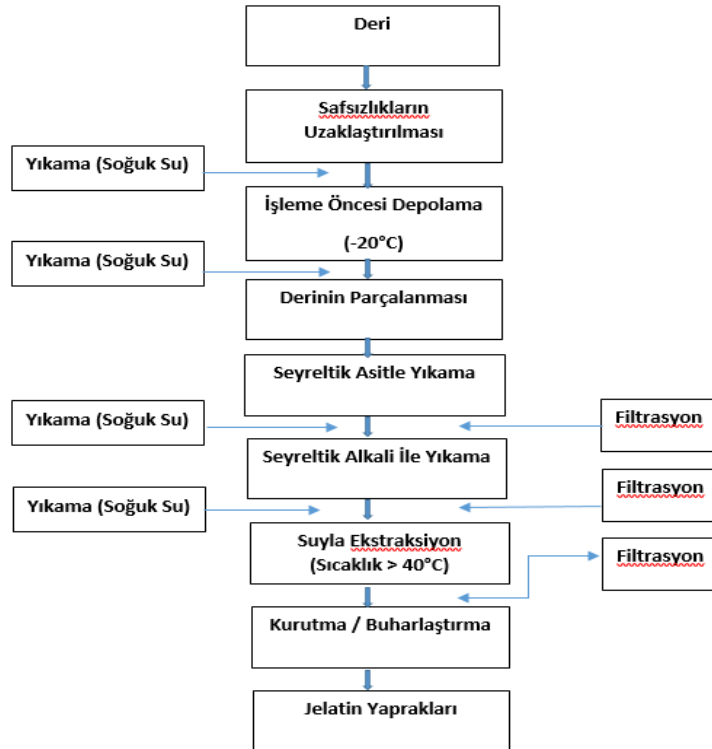 Deri
Safsızlıkların
Uzaklaştırılması
Yıkama (Soğuk Su)
İşleme Öncesi Depolama
(-20°C)
Yıkama (Soğuk Su)
Derinin Parçalanması
Seyreltik Asitle Yıkama
Yıkama (Soğuk Su)
Filtrasyon
Seyreltik Alkali İle Yıkama
Yıkama (Soğuk Su)
Filtrasyon
Suyla Ekstraksiyon
(Sıcaklık > 40°C)
Filtrasyon
Kurutma / Buharlaştırma
Jelatin Yaprakları